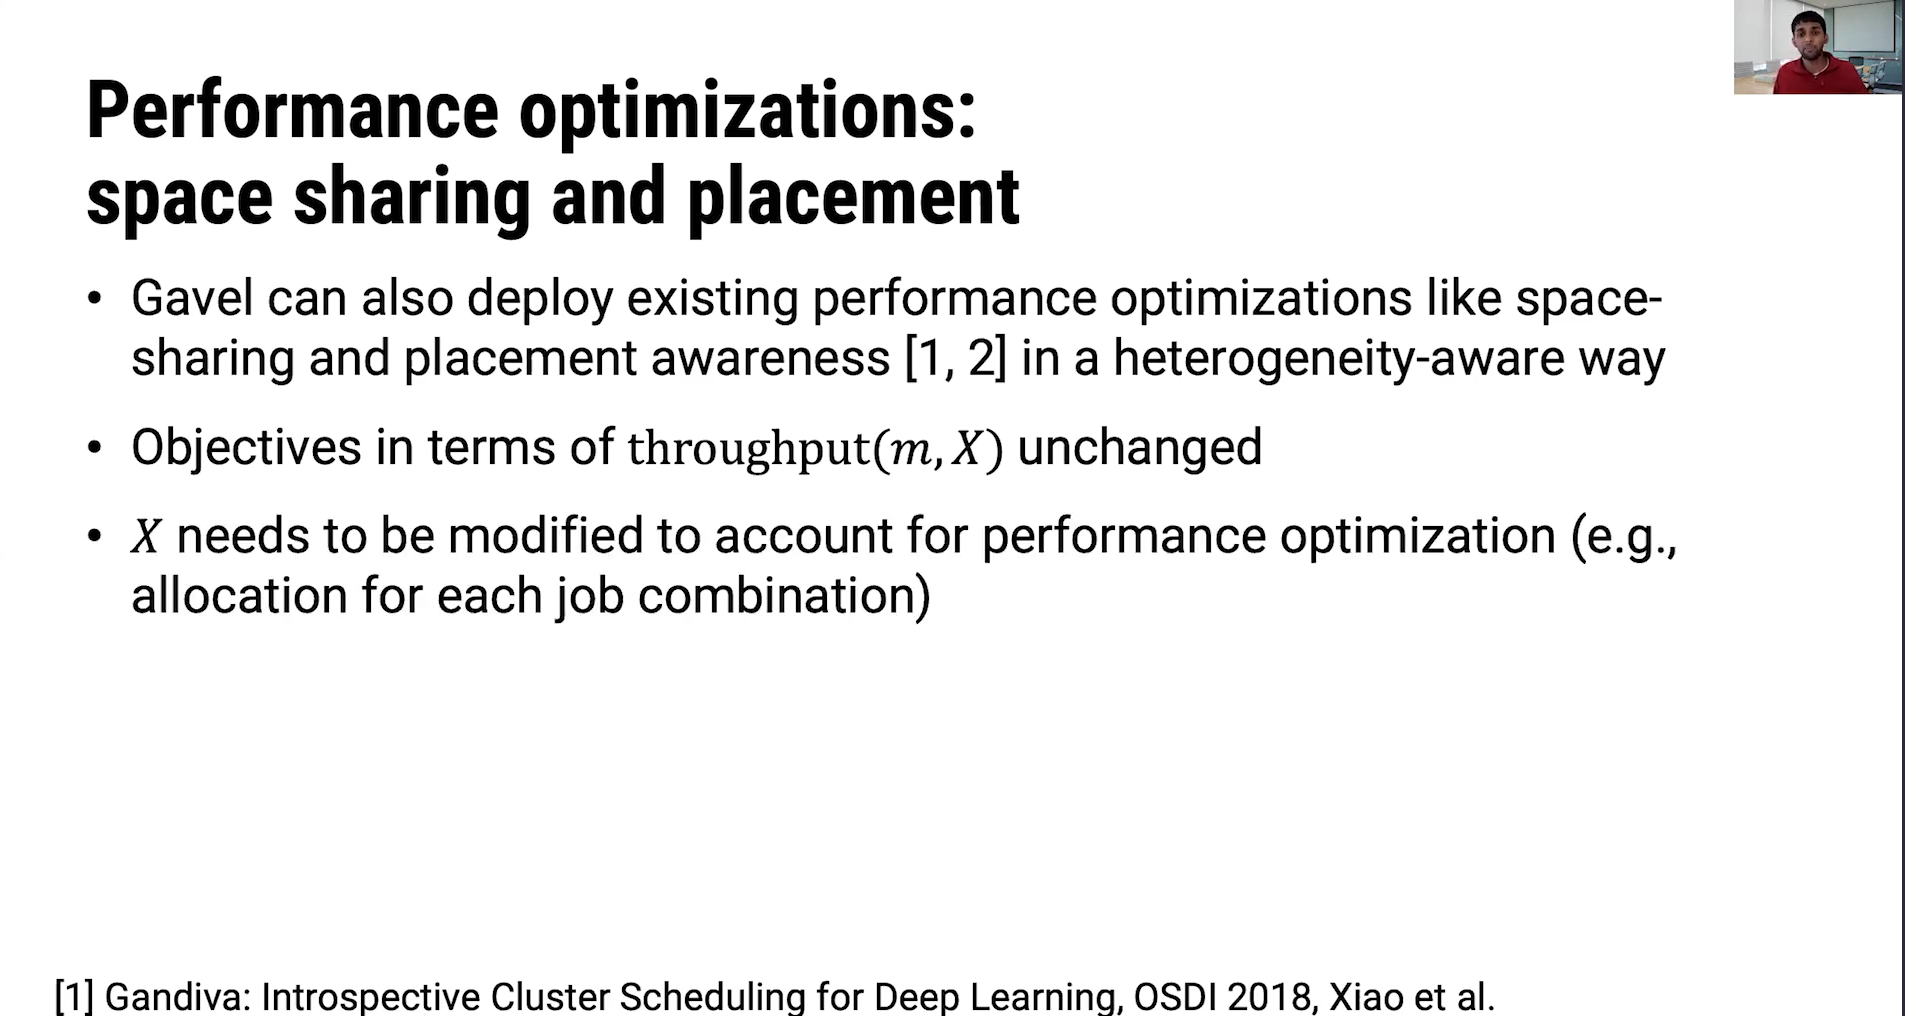 Performance optimizations:
space sharing and placement
• Gavel can also deploy existing performance optimizations like space-
sharing and placement awareness [1, 2] in a heterogeneity-aware way
• Objectives in terms of throughput(m, X) unchanged
• X needs to be modified to account for performance optimization (e.g.,
allocation for each job combination)
[1] Gandiva: Introspective Cluster Scheduling for Deep Learning, OSDI 2018, Xiao et al.